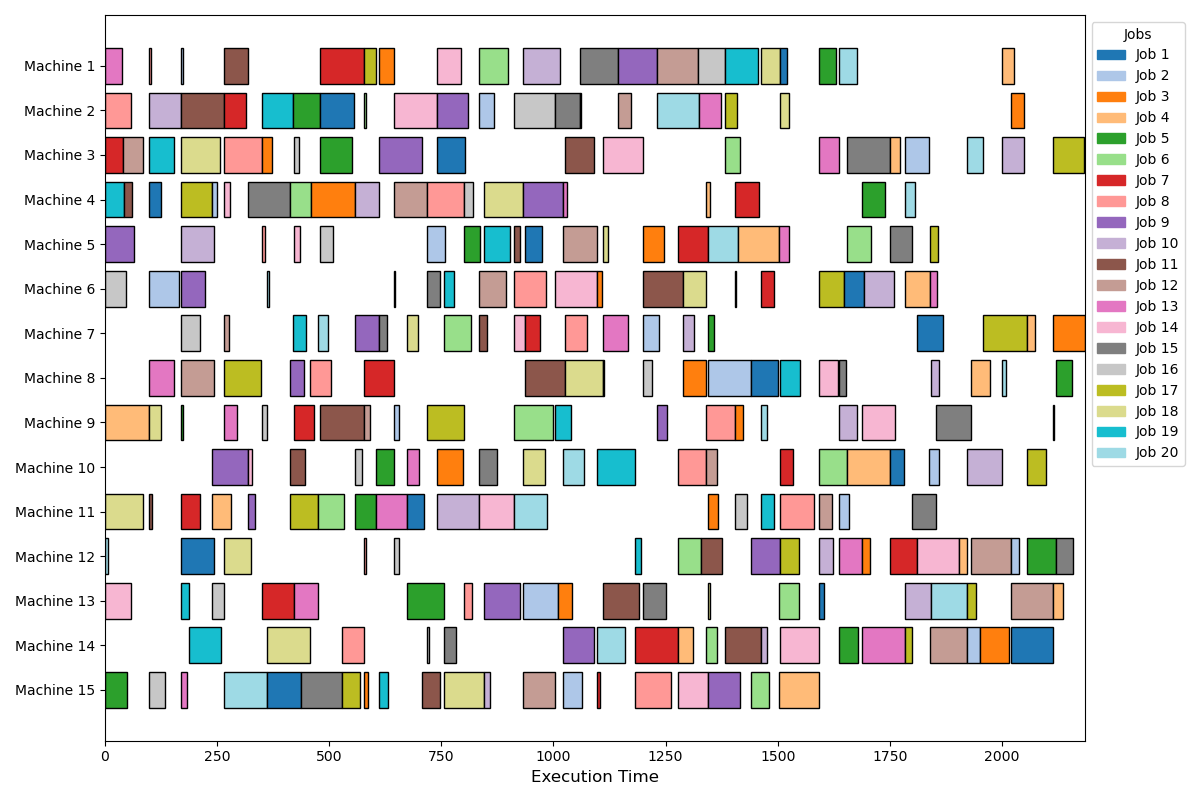 Machine 1
Machine 2
Machine 3
Machine 4
Machine 5
Machine 6
Machine 7
Machine 8
Machine 9
Machine 10
Machine 11
Machine 12
Machine 13
Machine 14
Machine 15
0 250 500 750 1000 1250 1500 1750 2000
Execution Time
Jobs
Job 1
Job 2
Job 3
Job 4
Job 5
Job 6
Job 7
Job 8
Job 9
Job 10
Job 11
Job 12
Job 13
Job 14
Job 15
Job 16
Job 17
Job 18
Job 19
Job 20